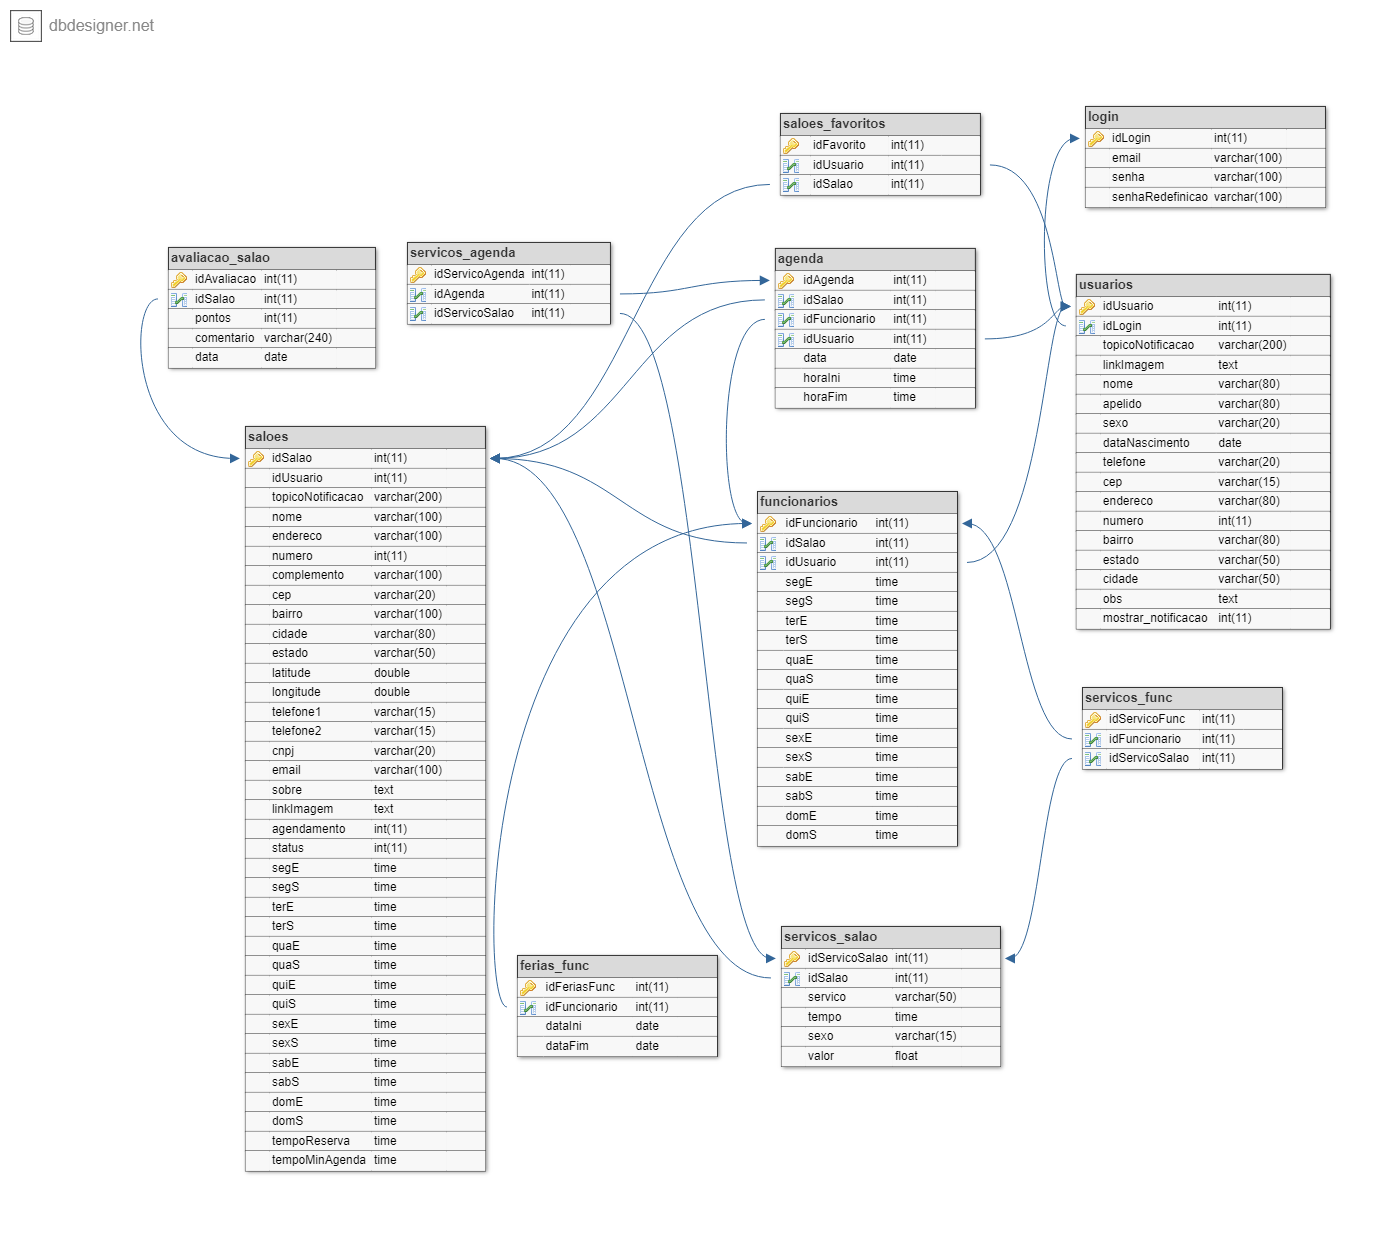 dbdesigner.net
saloes_favoritos
idFavorito int(11)
idUsuario int(11)
idSalao int(11)
login
idLogin int(11)
email varchar(100)
senha varchar(100)
senhaRedefinicao varchar(100)
avaliacao_salao
idAvaliacao int(11)
idSalao int(11)
pontos int(11)
comentario varchar(240)
data date
servicos_agenda
idServicoAgenda int(11)
idAgenda int(11)
idServicoSalao int(11)
agenda
idAgenda int(11)
idSalao int(11)
idFuncionario int(11)
idUsuario int(11)
data date
horaIni time
horaFim time
usuarios
idUsuario int(11)
idLogin int(11)
topicoNotificacao varchar(200)
linkImagem text
nome varchar(80)
apelido varchar(80)
sexo varchar(20)
dataNascimento date
telefone varchar(20)
cep varchar(15)
endereco varchar(80)
numero int(11)
bairro varchar(80)
estado varchar(50)
cidade varchar(50)
obs text
mostrar_notificacao int(11)
saloes
idSalao int(11)
idUsuario int(11)
topicoNotificacao varchar(200)
nome varchar(100)
endereco varchar(100)
numero int(11)
complemento varchar(100)
cep varchar(20)
bairro varchar(100)
cidade varchar(80)
estado varchar(50)
latitude double
longitude double
telefone1 varchar(15)
telefone2 varchar(15)
cnpj varchar(20)
email varchar(100)
sobre text
linkImagem text
agendamento int(11)
status int(11)
segE time
segS time
terE time
terS time
quaE time
quaS time
quiE time
quiS time
sexE time
sexS time
sabE time
sabS time
domE time
domS time
tempoReserva time
tempoMinAgenda time
funcionarios
idFuncionario int(11)
idSalao int(11)
idUsuario int(11)
segE time
segS time
terE time
terS time
quaE time
quaS time
quiE time
quiS time
sexE time
sexS time
sabE time
sabS time
domE time
domS time
servicos_func
idServicoFunc int(11)
idFuncionario int(11)
idServicoSalao int(11)
ferias_func
idFeriasFunc int(11)
idFuncionario int(11)
dataIni date
dataFim date
servicos_salao
idServicoSalao int(11)
idSalao int(11)
servico varchar(50)
tempo time
sexo varchar(15)
valor float